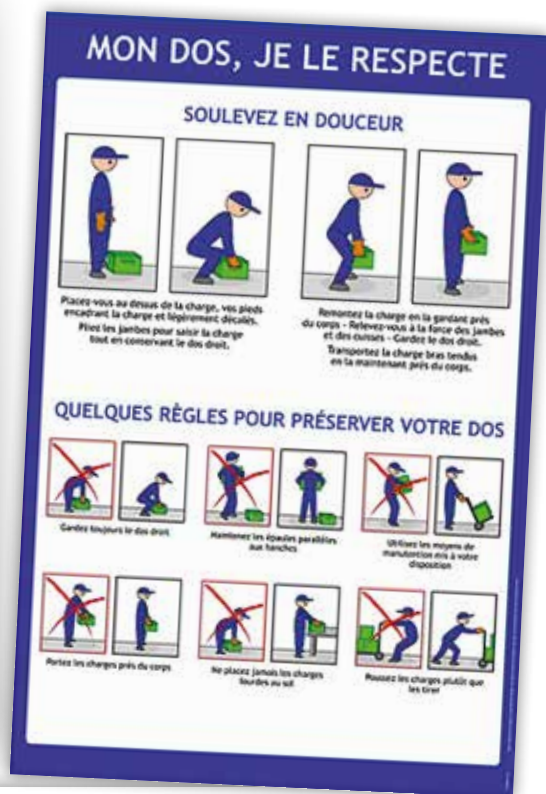 MON DOS, JE LE RESPECTE
SOULEVEZ EN DOUCEUR
Placez-vous au dessus de la charge, vos pieds
encadrant la charge et légèrement décalés.
Pliez les jambes pour saisir la charge
tout en conservant le dos droit.
Remontez la charge en la gardant près
du corps - Relevez-vous à la force des jambes
et des cuisses - Gardez le dos droit.
Transportez la charge bras tendus
en la maintenant près du corps.
QUELQUES RÈGLES POUR PRÉSERVER VOTRE DOS
Gardez toujours le dos droit
Maintenez les épaules parallèles
aux hanches
Utilisez les moyens de
manutention mis à votre
disposition
Portez les charges près du corps
Ne placez jamais les charges
lourdes au sol
Poussez les charges plutôt que
les tirer